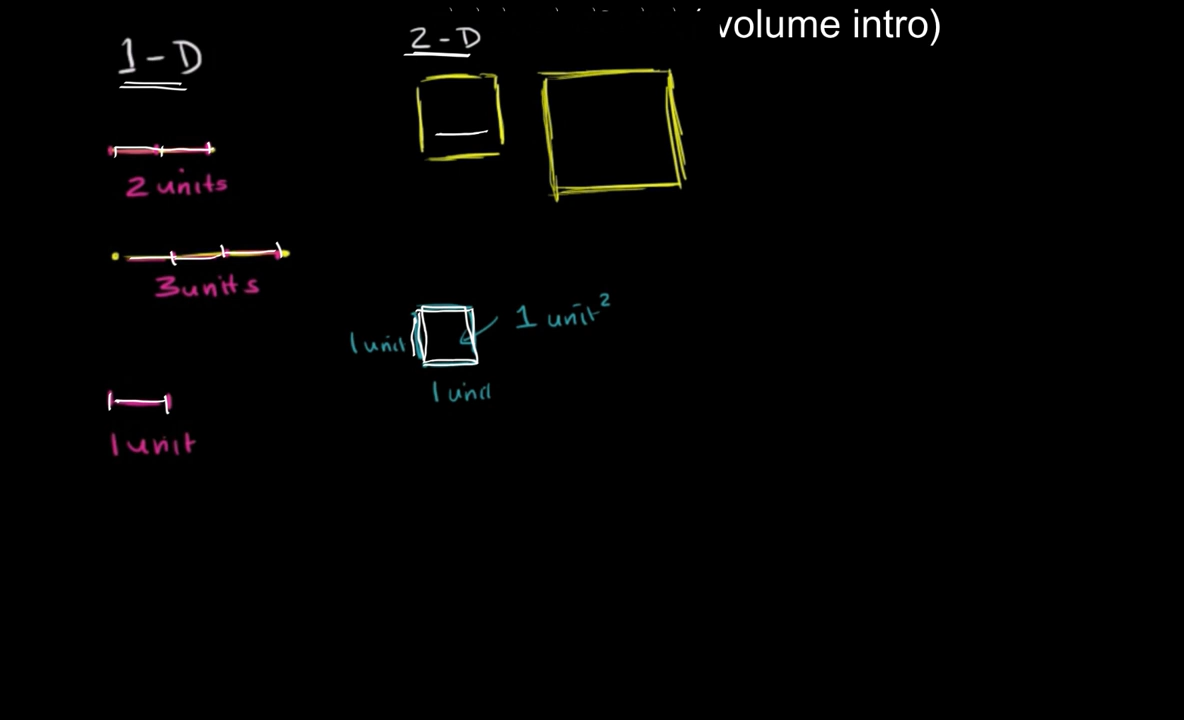 volume intro)
1-D
2-D
2 units
3units
1 unit²
1 unit
1 unit
1 unit